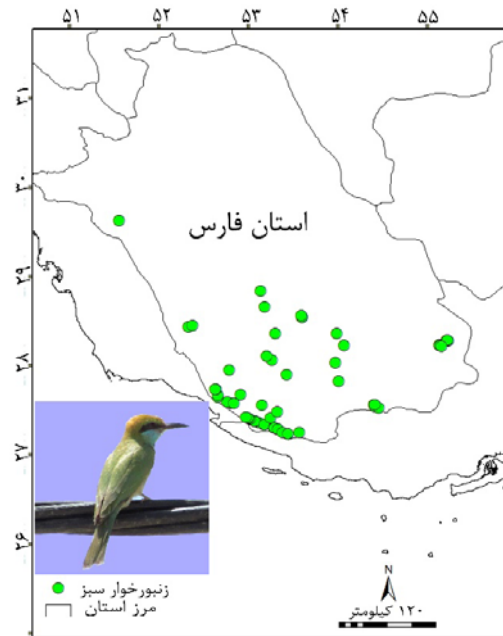 ۵۱ ۵۲ ۵۳ ۵۴ ۵۵
۳۱
۳۰
۲۹
۲۸
۲۷
۲۶
استان فارس
زنبورخوار سبز
مرز استان
N
۱۲۰ کیلومتر